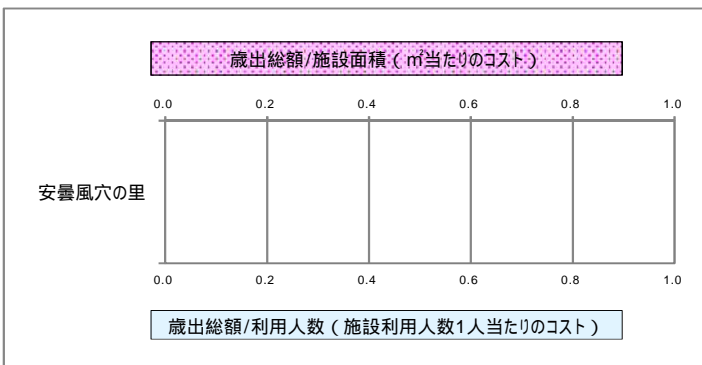 歳出総額/施設面積(㎡当たりのコスト)
0.0 0.2 0.4 0.6 0.8 1.0
安曇風穴の里
0.0 0.2 0.4 0.6 0.8 1.0
歳出総額/利用人数(施設利用人数1人当たりのコスト)